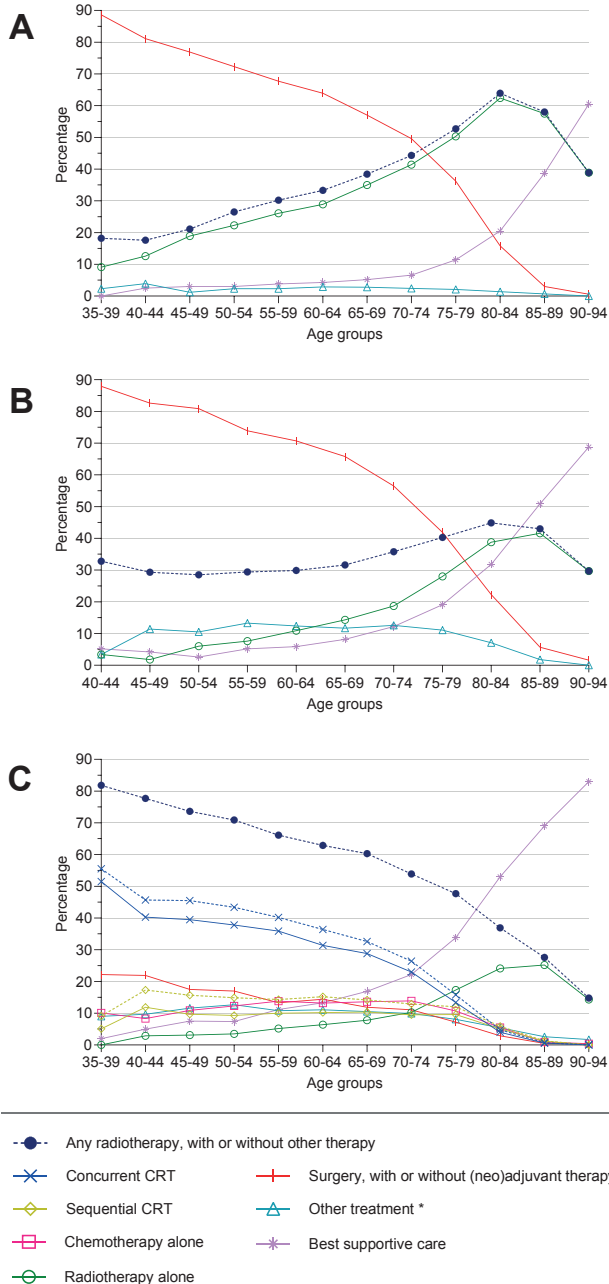 A
Percentage
90
80
70
60
50
40
30
20
10
0
35-39 40-44 45-49 50-54 55-59 60-64 65-69 70-74 75-79 80-84 85-89 90-94
Age groups
B
Percentage
90
80
70
60
50
40
30
20
10
0
40-44 45-49 50-54 55-59 60-64 65-69 70-74 75-79 80-84 85-89 90-94
Age groups
C
Percentage
90
80
70
60
50
40
30
20
10
0
35-39 40-44 45-49 50-54 55-59 60-64 65-69 70-74 75-79 80-84 85-89 90-94
Age groups
Any radiotherapy, with or without other therapy
Concurrent CRT
Surgery, with or without (neo)adjuvant therapy
Sequential CRT
Other treatment *
Chemotherapy alone
Best supportive care
Radiotherapy alone